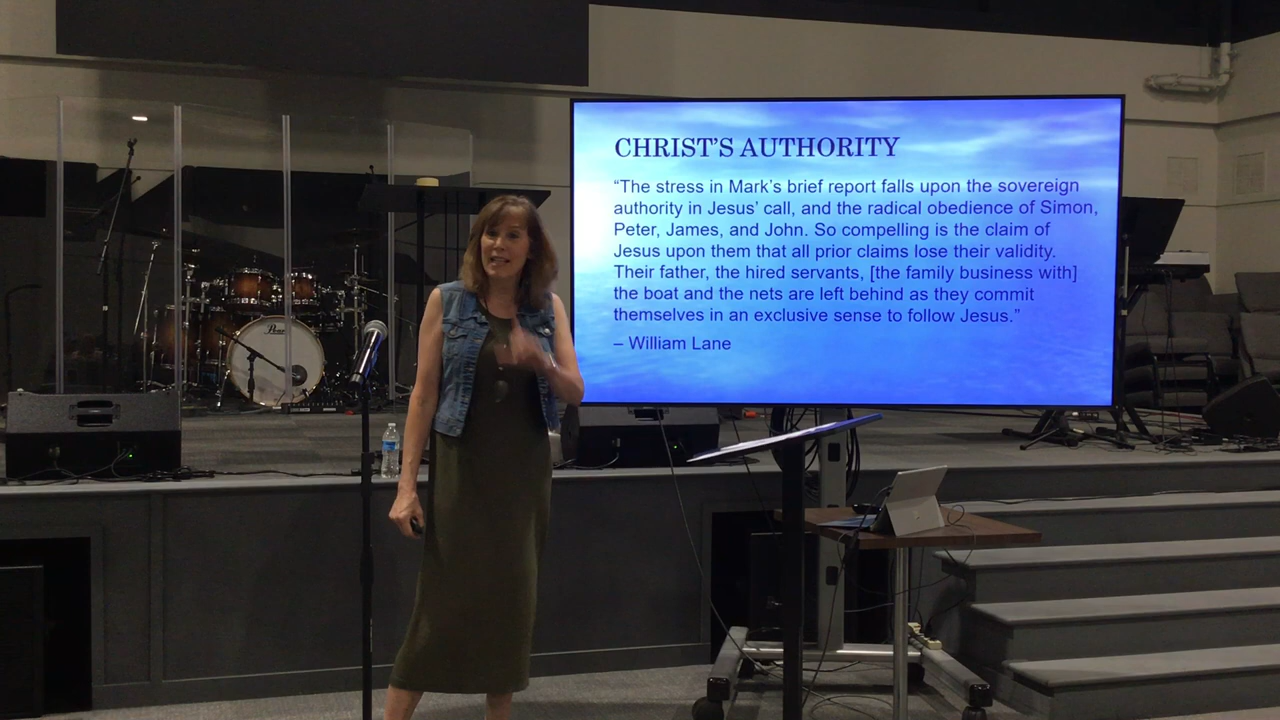 CHRIST'S AUTHORITY
“The stress in Mark's brief report falls upon the sovereign
authority in Jesus' call, and the radical obedience of Simon,
Peter, James, and John. So compelling is the claim of
Jesus upon them that all prior claims lose their validity.
Their father, the hired servants, [the family business with]
the boat and the nets are left behind as they commit
themselves in an exclusive sense to follow Jesus.”
– William Lane
Pearl